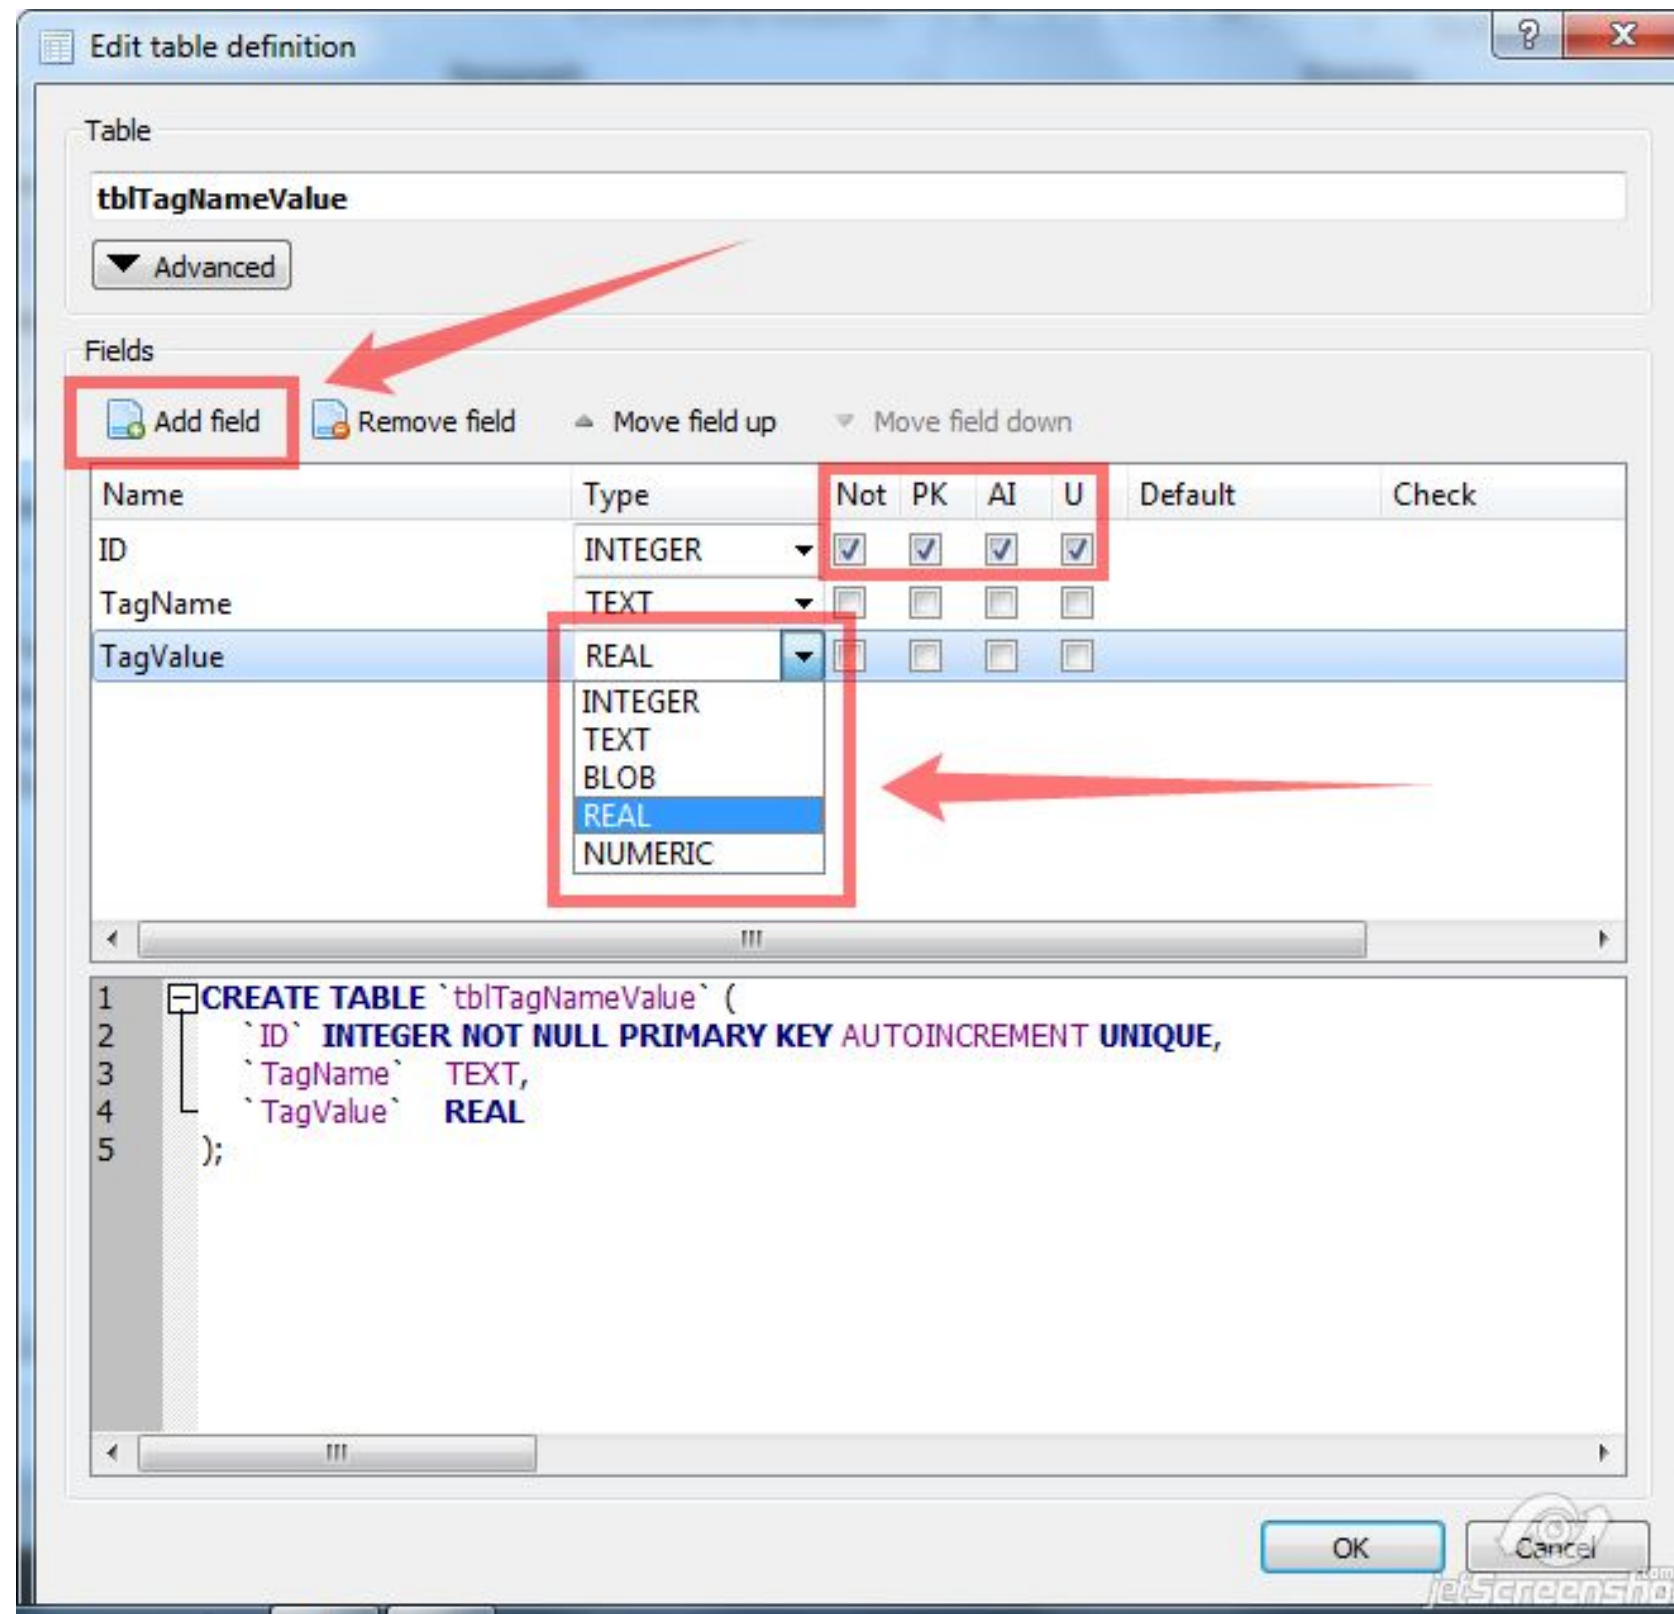 Edit table definition
Table
tblTagNameValue
Advanced
Fields
Add field Remove field Move field up Move field down
Name Type Not PK AI U Default Check
ID INTEGER
TagName TEXT
TagValue REAL
INTEGER
TEXT
BLOB
REAL
NUMERIC
1 CREATE TABLE `tblTagNameValue` (
2 `ID` INTEGER NOT NULL PRIMARY KEY AUTOINCREMENT UNIQUE,
3 `TagName` TEXT,
4 `TagValue` REAL
5 );
OK Cancel